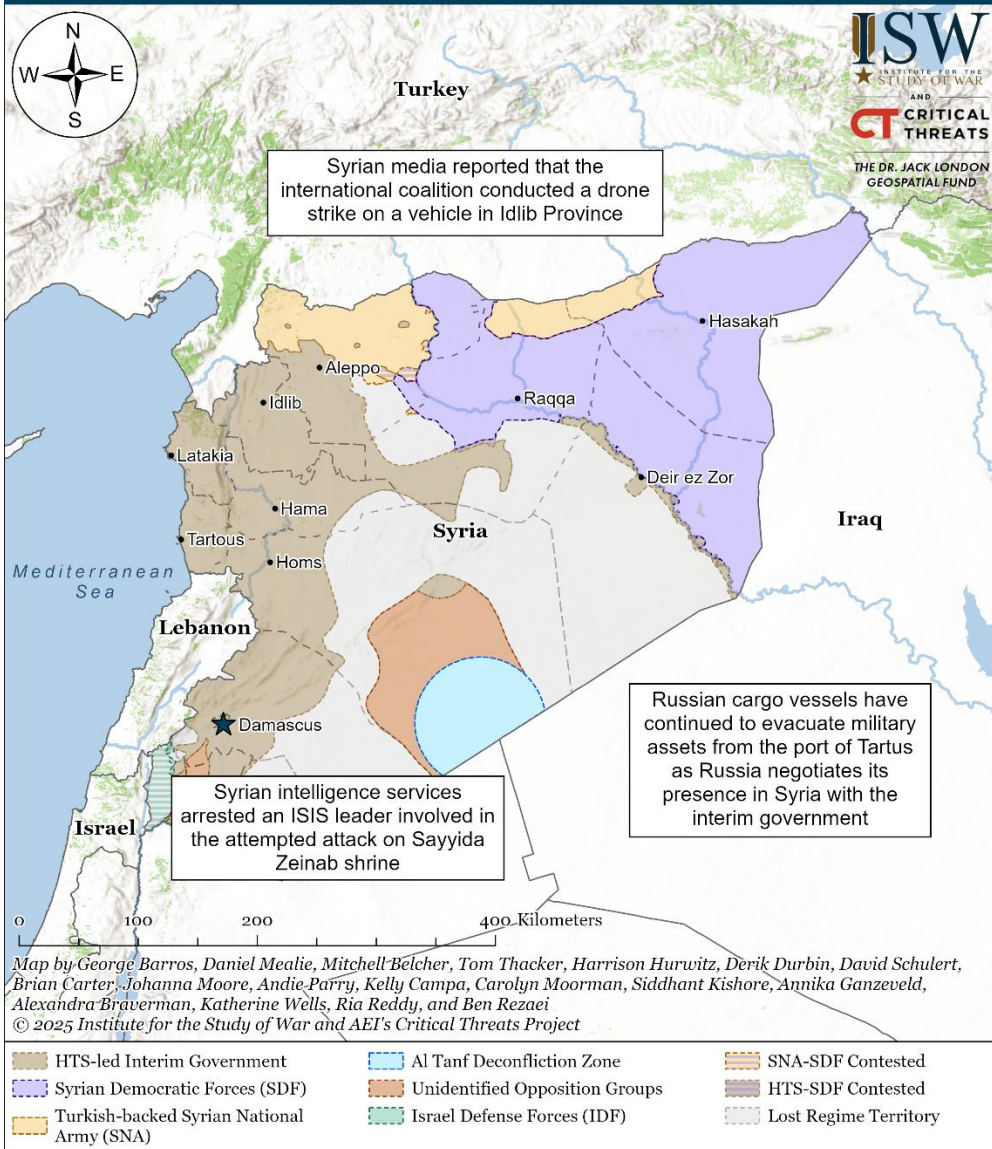 N
W E
S
ISW
INSTITUTE FOR THE
STUDY OF WAR
AND
CT CRITICAL
THREATS
THE DR. JACK LONDON
GEOSPATIAL FUND
Turkey
Syrian media reported that the
international coalition conducted a drone
strike on a vehicle in Idlib Province
Hasakah
Aleppo
Raqqa
Idlib
Latakia
Deir ez Zor
Hama
Iraq
Syria
Tartous
Homs
Mediterranean
Sea
Lebanon
Damascus
Russian cargo vessels have
continued to evacuate military
assets from the port of Tartus
as Russia negotiates its
presence in Syria with the
interim government
Syrian intelligence services
arrested an ISIS leader involved in
the attempted attack on Sayyida
Zeinab shrine
Israel
0 100 200 400 Kilometers
Map by George Barros, Daniel Mealie, Mitchell Belcher, Tom Thacker, Harrison Hurwitz, Derik Durbin, David Schulert,
Brian Carter, Johanna Moore, Andie Parry, Kelly Campa, Carolyn Moorman, Siddhant Kishore, Annika Ganzeveld,
Alexandra Braverman, Katherine Wells, Ria Reddy, and Ben Rezaei
© 2025 Institute for the Study of War and AEI's Critical Threats Project
HTS-led Interim Government
Syrian Democratic Forces (SDF)
Turkish-backed Syrian National
Army (SNA)
Al Tanf Deconfliction Zone
Unidentified Opposition Groups
Israel Defense Forces (IDF)
SNA-SDF Contested
HTS-SDF Contested
Lost Regime Territory